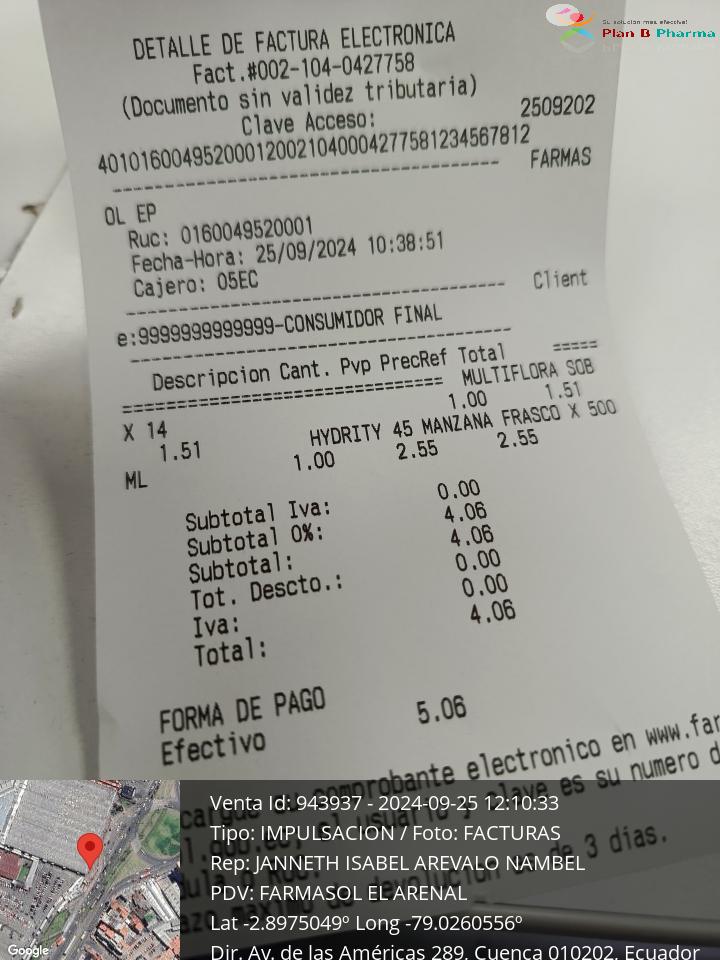 Su solución más efectiva!
Plan B Pharma
DETALLE DE FACTURA ELECTRONICA
Fact.#002-104-0427758
(Documento sin validez tributaria)
Clave Acceso: 2509202
401016004952000120021040004277581234567812
FARMAS
OL EP
Ruc: 0160049520001
Fecha-Hora: 25/09/2024 10:38:51
Cajero: 05EC
Client
e:9999999999999-CONSUMIDOR FINAL
Descripcion Cant. Pvp PrecRef Total
MULTIFLORA SOB
X 14 1.00 1.51
1.51 HYDRITY 45 MANZANA FRASCO X 500
ML 1.00 2.55 2.55
Subtotal Iva: 0.00
Subtotal 0%: 4.06
Subtotal: 4.06
Tot. Descto.: 0.00
Iva: 0.00
Total: 4.06
FORMA DE PAGO
Efectivo 5.06
comprobante electronico en www.far
usuario y clave es su numero d
de 3 dias.
Venta Id: 943937 - 2024-09-25 12:10:33
Tipo: IMPULSACION / Foto: FACTURAS
Rep: JANNETH ISABEL AREVALO NAMBEL
PDV: FARMASOL EL ARENAL
Lat -2.8975049º Long -79.0260556º
Dir. Av. de las Américas 289, Cuenca 010202, Ecuador
Google